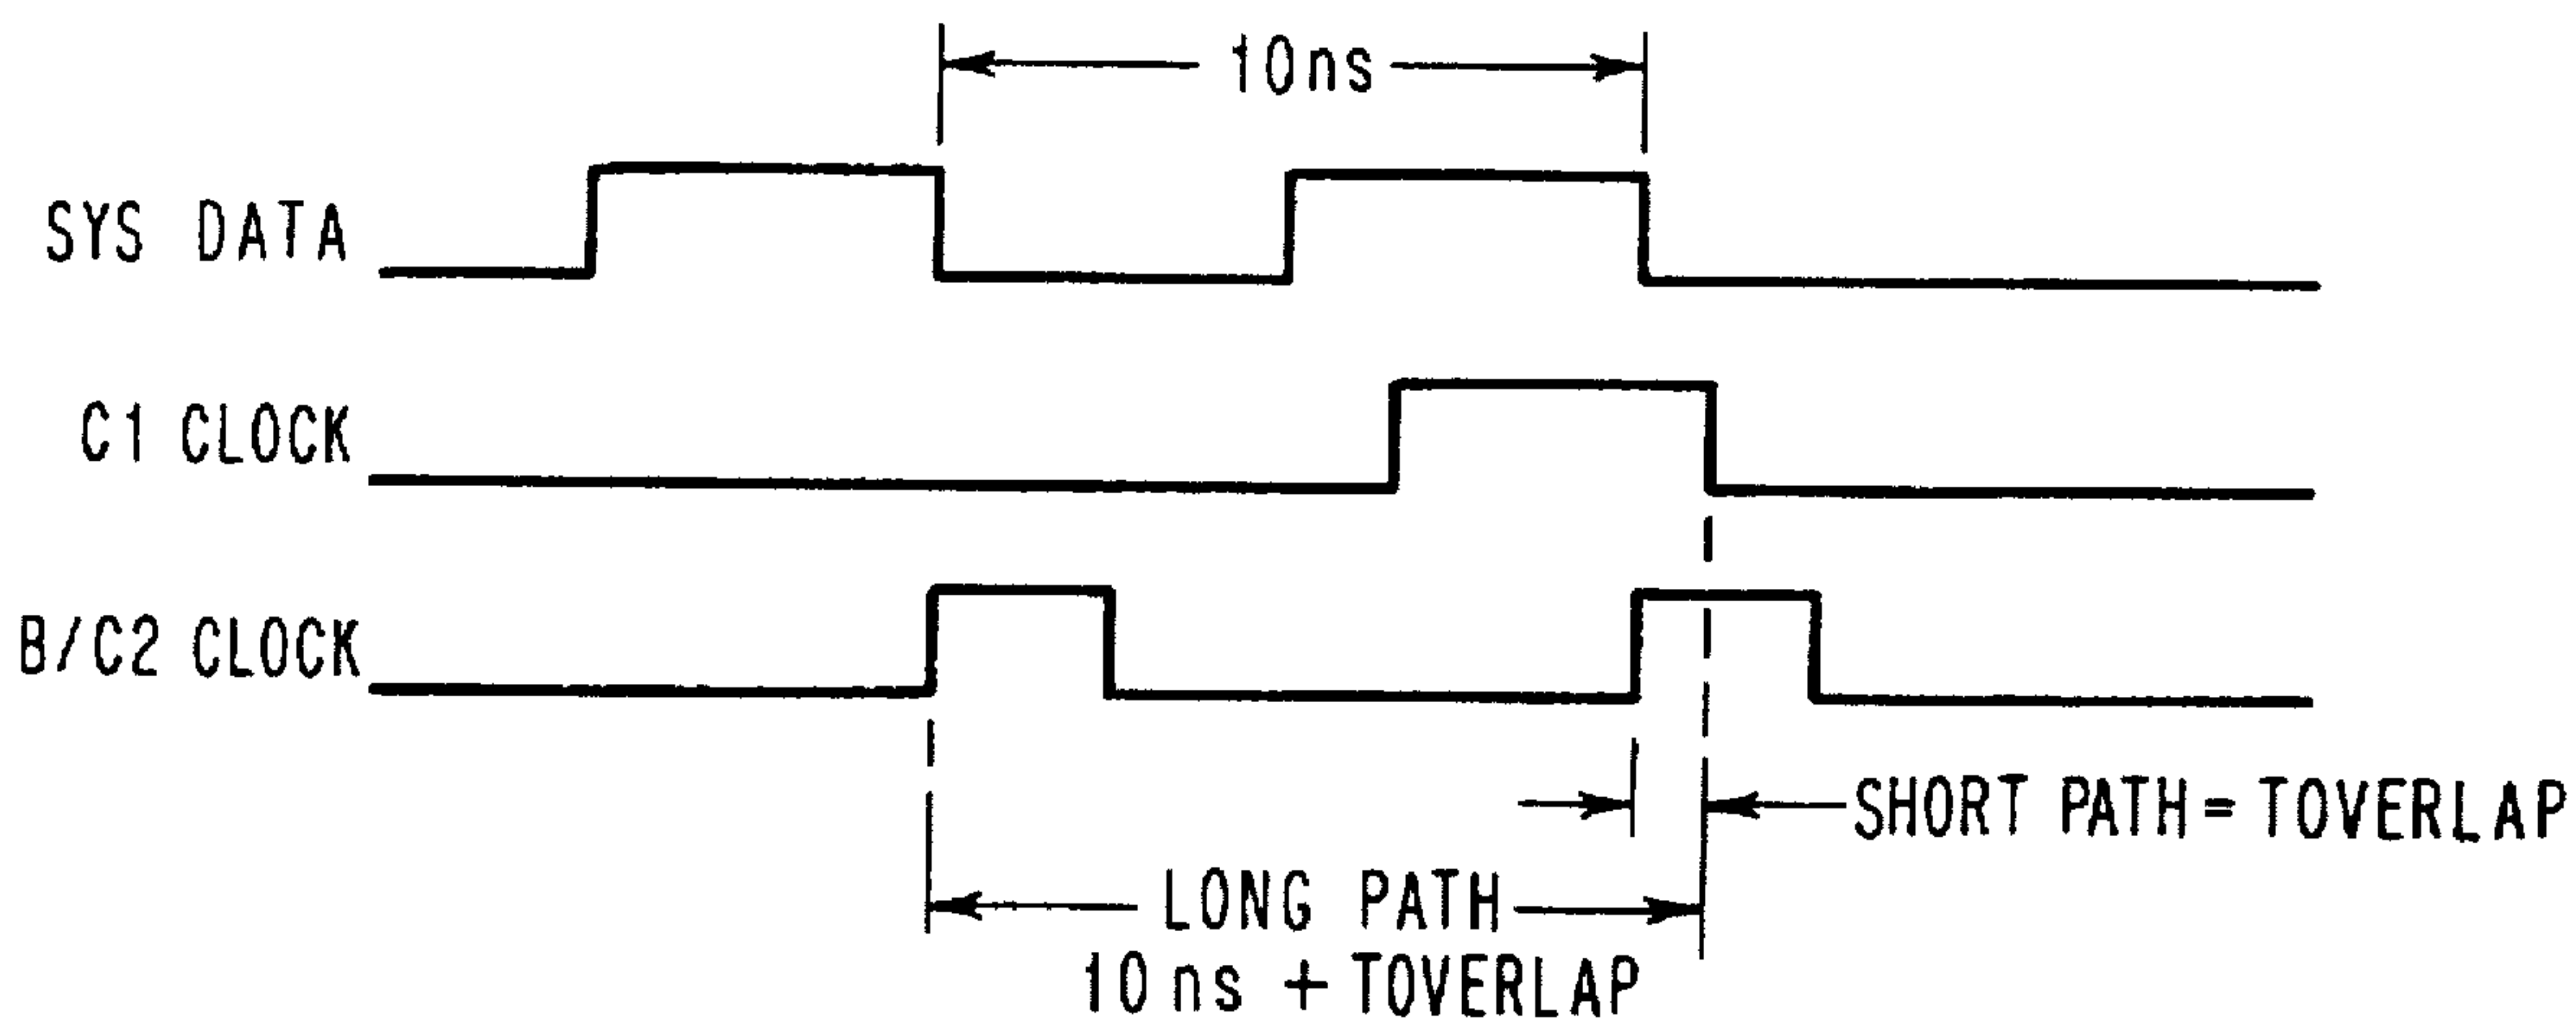 10ns
SYS DATA
C1 CLOCK
B/C2 CLOCK
SHORT PATH = TOVERLAP
LONG PATH
10 ns + TOVERLAP